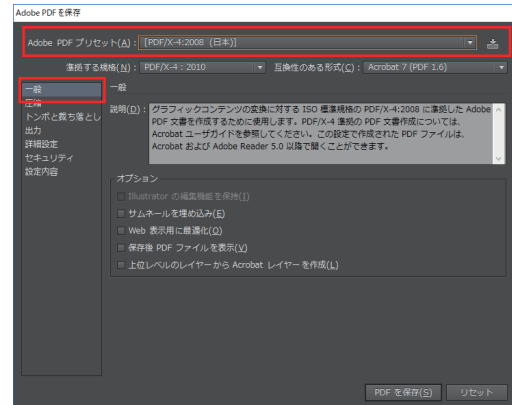 Adobe PDF を保存
Adobe PDF プリセット(A)： [PDF/X-4:2008 (日本)]
準拠する規格(N)： PDF/X-4 : 2010 互換性のある形式(C)： Acrobat 7 (PDF 1.6)
一般
圧縮
トンボと裁ち落とし
出力
詳細設定
セキュリティ
設定内容
一般
説明(D)： グラフィックコンテンツの変換に対する ISO 標準規格の PDF/X-4:2008 に準拠した Adobe
PDF 文書を作成するために使用します。PDF/X-4 準拠の PDF 文書作成については、
Acrobat ユーザガイドを参照してください。この設定で作成された PDF ファイルは、
Acrobat および Adobe Reader 5.0 以降で開くことができます。
オプション
Illustrator の編集機能を保持(I)
サムネールを埋め込み(E)
Web 表示用に最適化(O)
保存後 PDF ファイルを表示(V)
上位レベルのレイヤーから Acrobat レイヤーを作成(L)
PDF を保存(S) リセット